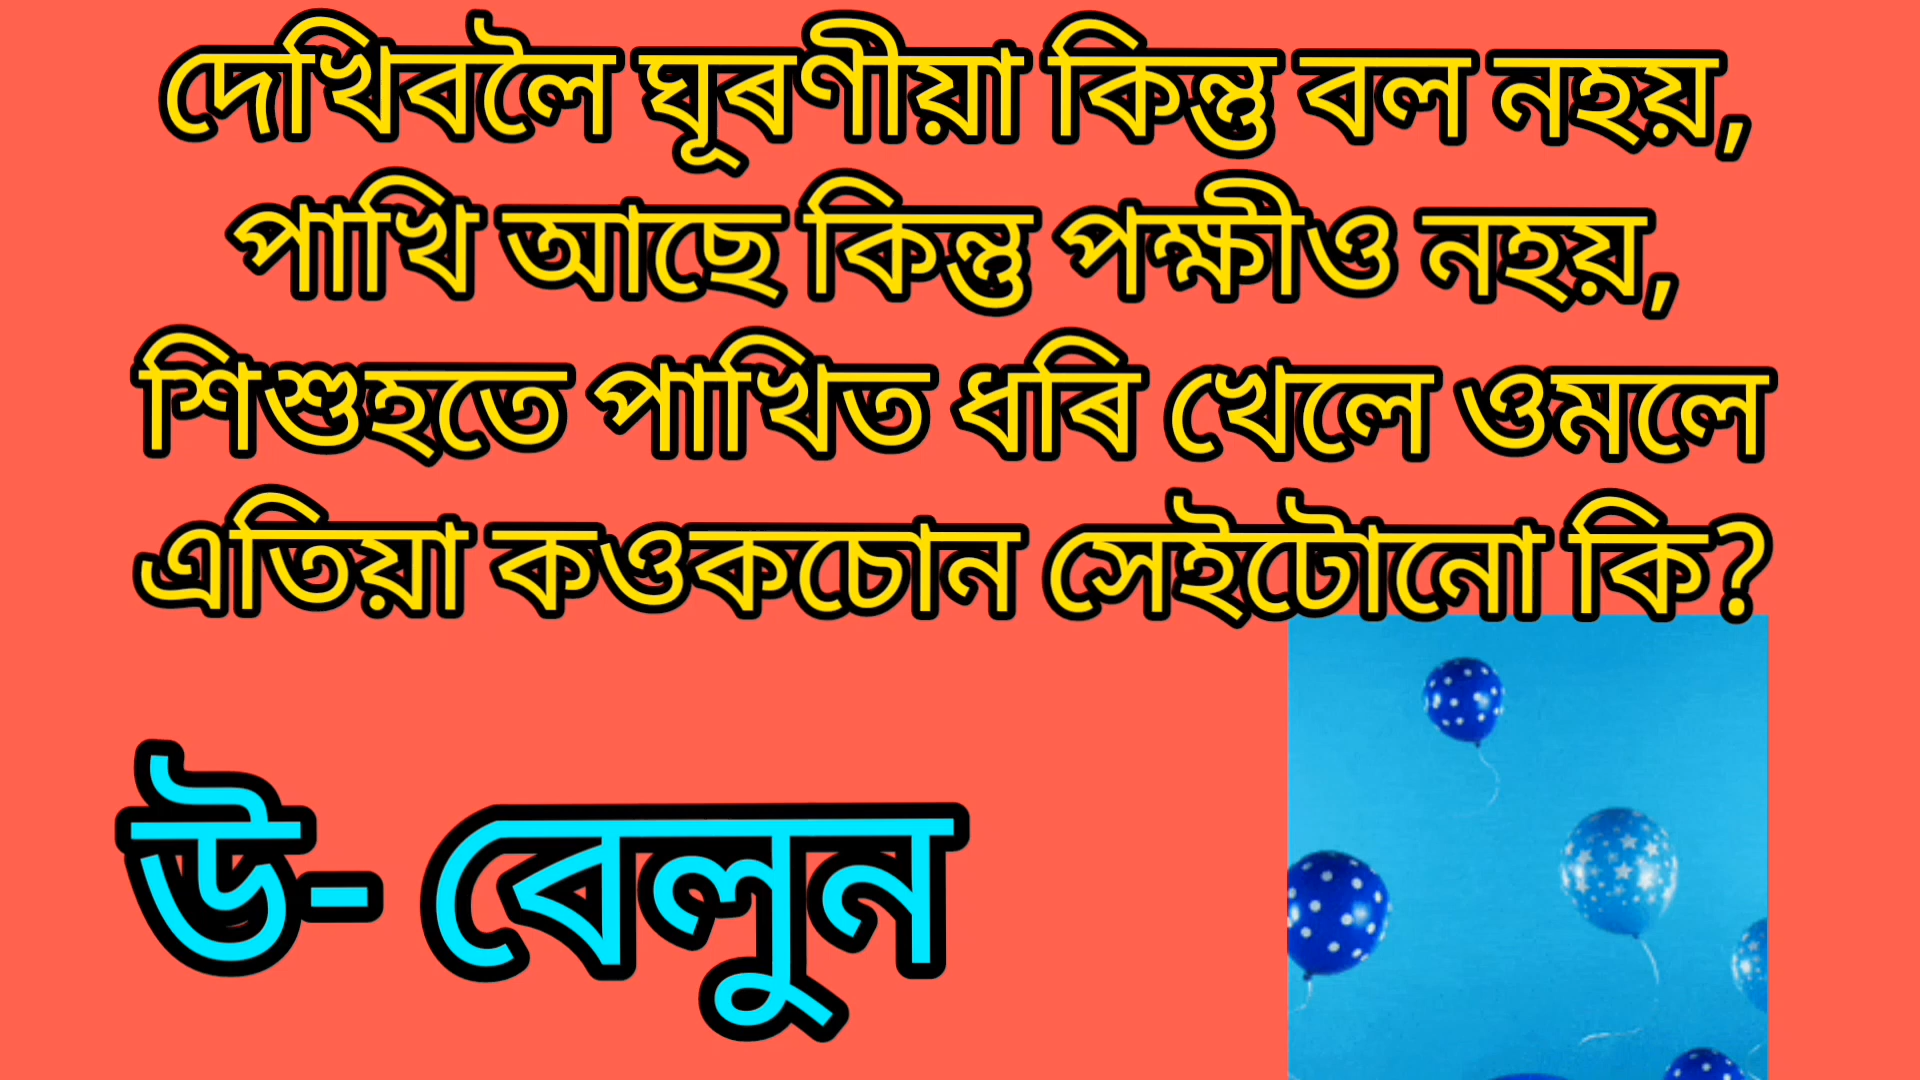 দেখিবলৈ ঘূৰণীয়া কিন্তু বল নহয়,
পাখি আছে কিন্তু পক্ষীও নহয়,
শিশুহতে পাখিত ধৰি খেলে ওমলে
এতিয়া কওকচোন সেইটোনো কি?
উ- বেলুন